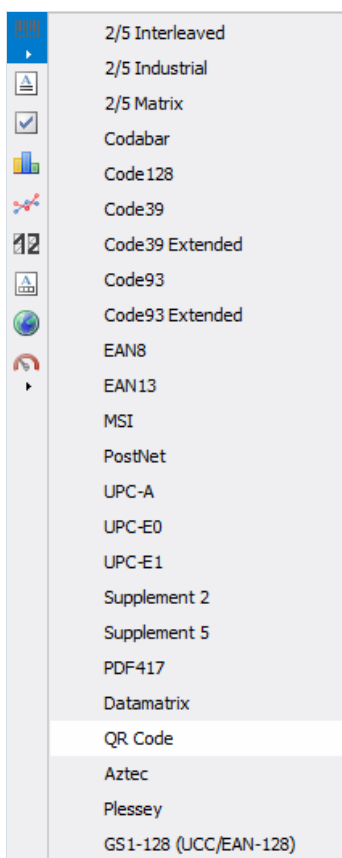 2/5 Interleaved
2/5 Industrial
2/5 Matrix
Codabar
Code128
Code39
Code39 Extended
Code93
Code93 Extended
EAN8
EAN13
MSI
PostNet
UPC-A
UPC-E0
UPC-E1
Supplement 2
Supplement 5
PDF417
Datamatrix
QR Code
Aztec
Plessey
GS1-128 (UCC/EAN-128)